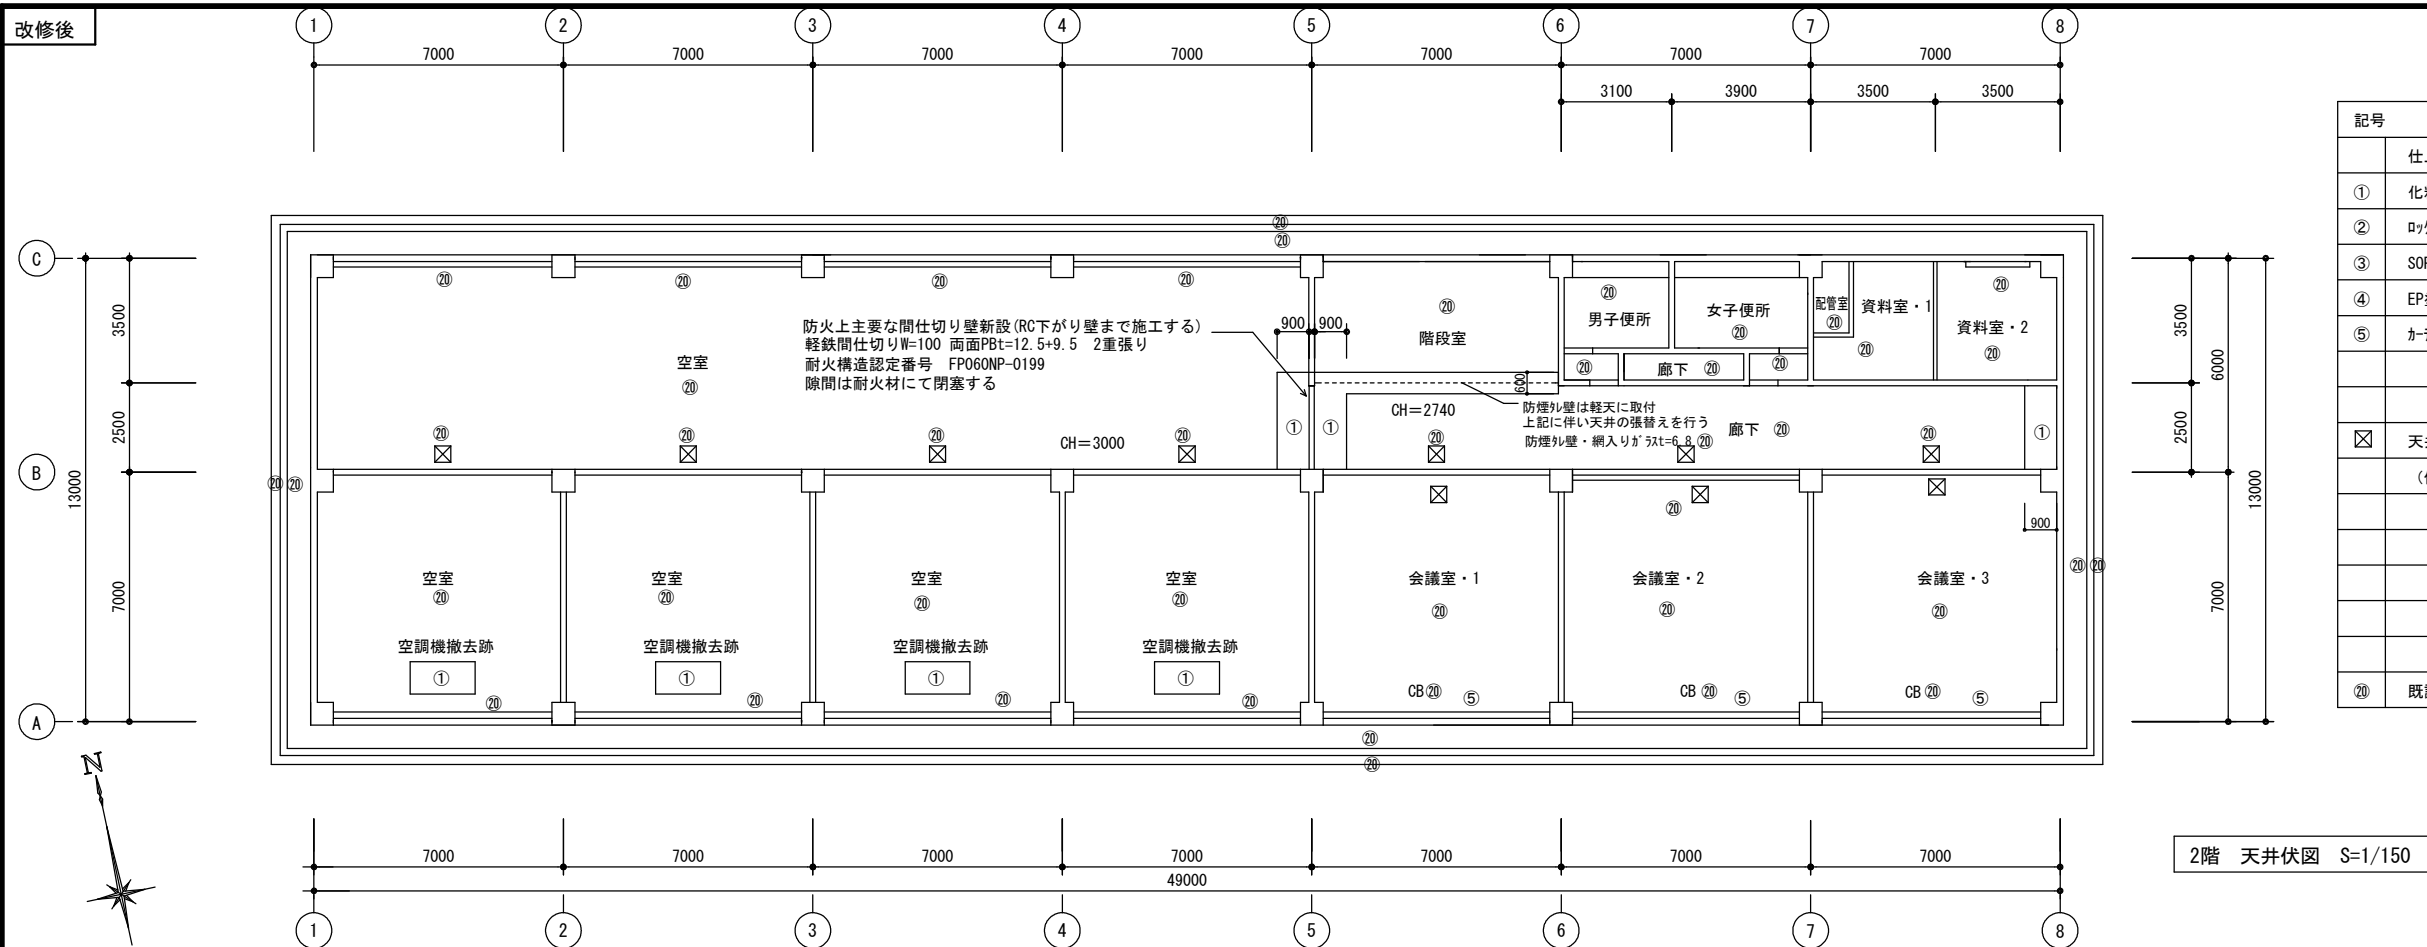 改修後
1 2 3 4 5 6 7 8
7000 7000 7000 7000 7000 7000 7000
3100 3900 3500 3500
記号
仕
① 化
② ﾛｯ
③ SO
④ EP
⑤ ｶｰ
天
⑳ 既
C
B
A
3500
2500
7000
13000
3500
2500
6000
7000
13000
⑳
⑳
⑳ ⑳ ⑳ ⑳
防火上主要な間仕切り壁新設(RC下がり壁まで施工する)
軽鉄間仕切りW=100 両面PBt=12.5+9.5 2重張り
耐火構造認定番号 FP060NP-0199
隙間は耐火材にて閉塞する
空室
⑳
900 900
⑳
階段室
600
⑳
男子便所
女子便所
⑳
配管室
⑳
資料室・1
⑳
⑳
資料室・2
⑳
⑳ 廊下 ⑳ ⑳
CH=2740
防煙ﾀﾚ壁は軽天に取付
上記に伴い天井の張替えを行う
防煙ﾀﾚ壁・網入りｶﾞﾗｽt=6.8 ⑳
廊下 ⑳
CH=3000
① ① ①
⑳ ⑳ ⑳ ⑳ ⑳ ⑳
⑳ ⑳
⑳
900
空室 空室 空室 空室 会議室・1 会議室・2 会議室・3
⑳ ⑳ ⑳ ⑳ ⑳ ⑳ ⑳
⑳ ⑳
空調機撤去跡 空調機撤去跡 空調機撤去跡 空調機撤去跡
① ① ① ①
⑳ ⑳ ⑳ ⑳
CB⑳ ⑤ CB ⑳ ⑤ CB ⑳ ⑤
⑳
⑳
N
7000 7000 7000 7000 7000 7000 7000
49000
1 2 3 4 5 6 7 8
2階 天井伏図 S=1/150